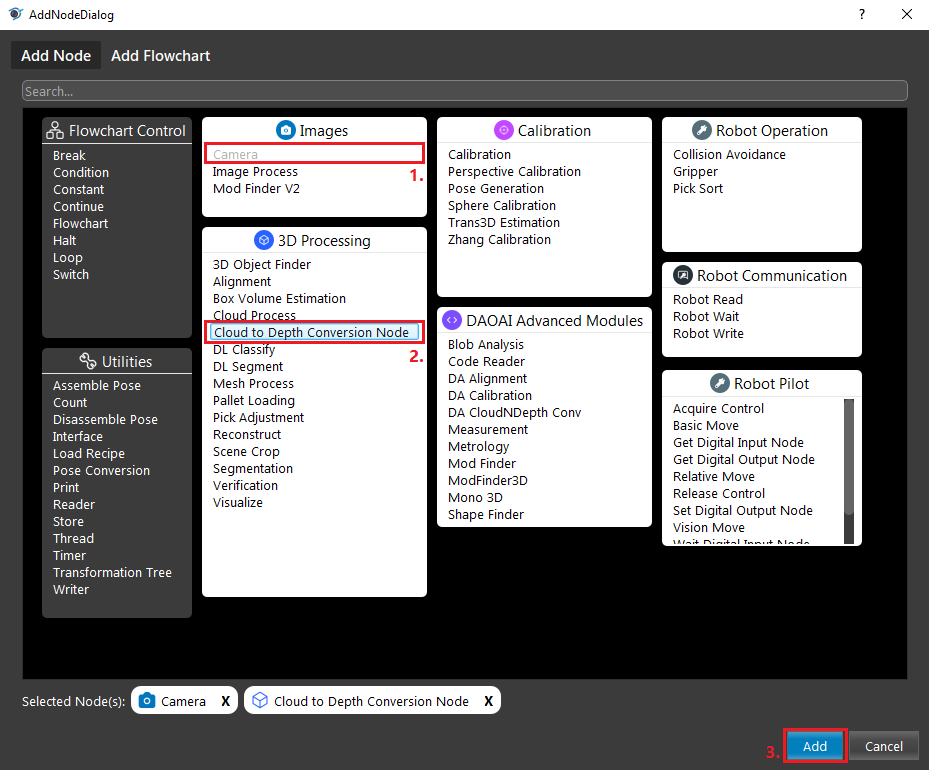 AddNodeDialog
?
Add Node
Add Flowchart
Search...
Flowchart Control
Break
Condition
Constant
Continue
Flowchart
Halt
Loop
Switch
Utilities
Assemble Pose
Count
Disassemble Pose
Interface
Load Recipe
Pose Conversion
Print
Reader
Store
Thread
Timer
Transformation Tree
Writer
Images
Camera
1.
Image Process
Mod Finder V2
3D Processing
3D Object Finder
Alignment
Box Volume Estimation
Cloud Process
Cloud to Depth Conversion Node
2.
DL Classify
DL Segment
Mesh Process
Pallet Loading
Pick Adjustment
Reconstruct
Scene Crop
Segmentation
Verification
Visualize
Calibration
Calibration
Perspective Calibration
Pose Generation
Sphere Calibration
Trans3D Estimation
Zhang Calibration
DAOAI Advanced Modules
Blob Analysis
Code Reader
DA Alignment
DA Calibration
DA CloudNDepth Conv
Measurement
Metrology
Mod Finder
ModFinder3D
Mono 3D
Shape Finder
Robot Operation
Collision Avoidance
Gripper
Pick Sort
Robot Communication
Robot Read
Robot Wait
Robot Write
Robot Pilot
Acquire Control
Basic Move
Get Digital Input Node
Get Digital Output Node
Relative Move
Release Control
Set Digital Output Node
Vision Move
Wait Digital Input Node
Selected Node(s):
Camera X
Cloud to Depth Conversion Node X
3.
Add
Cancel